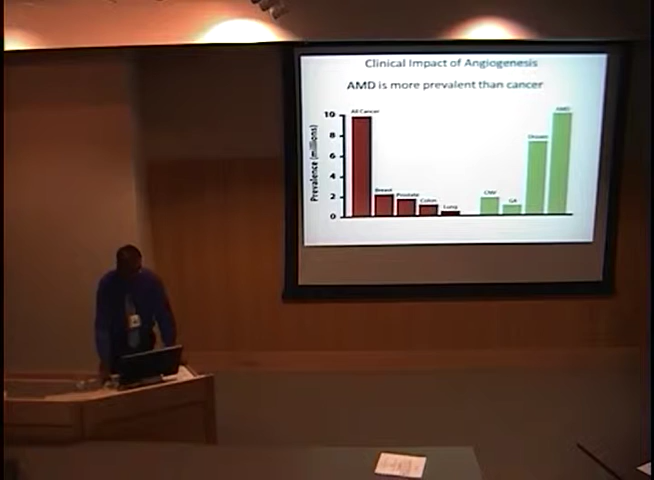 Clinical Impact of Angiogenesis
AMD is more prevalent than cancer
Prevalence (millions)
10
8
6
4
2
0
All Cancer
Breast
Prostate
Colon
Lung
CNV
GA
Drusen
AMD